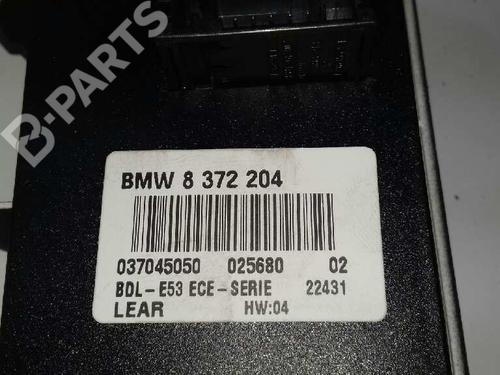 B-PARTS
BMW 8 372 204
037045050 025680 02
BDL-E53 ECE-SERIE 22431
LEAR HW:04